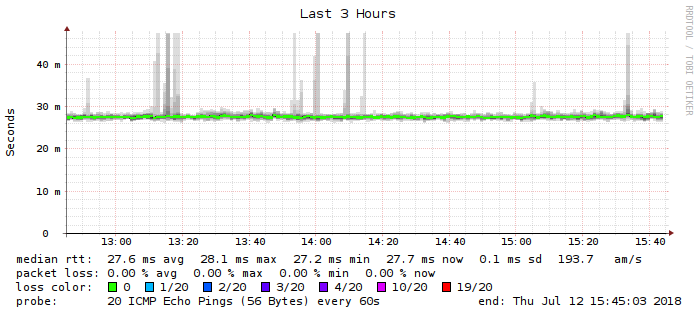 Last 3 Hours
RRDTOOL / TOBI OETIKER
Seconds
40 m
30 m
20 m
10 m
0
13:00 13:20 13:40 14:00 14:20 14:40 15:00 15:20 15:40
median rtt: 27.6 ms avg 28.1 ms max 27.2 ms min 27.7 ms now 0.1 ms sd 193.7 am/s
packet loss: 0.00 % avg 0.00 % max 0.00 % min 0.00 % now
loss color: 0 1/20 2/20 3/20 4/20 10/20 19/20
probe: 20 ICMP Echo Pings (56 Bytes) every 60s end: Thu Jul 12 15:45:03 2018